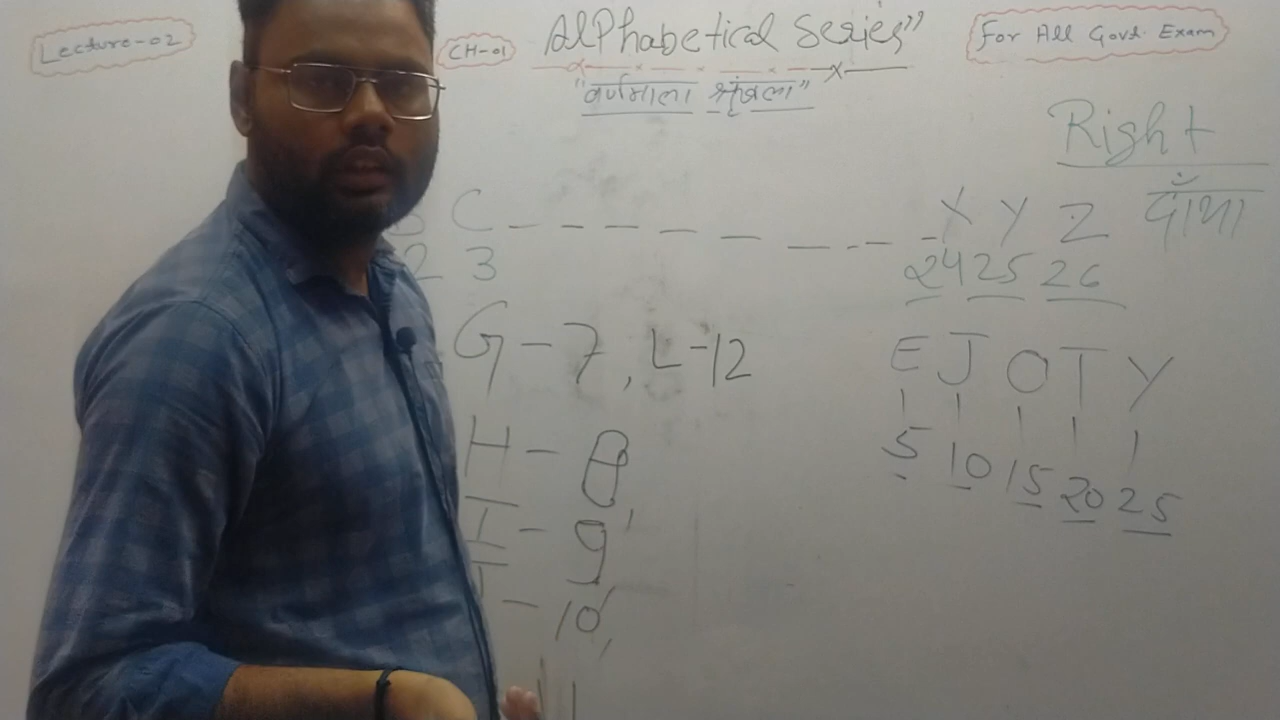 Lecture-02
CH-01
AlPhabetical Series”
For All Govt. Exam
“वर्णमाला श्रृंखला”
Right
दाँया
C - - - - - - - - X Y Z
2 3 24 25 26
G - 7, L - 12
E J O T Y
5 10 15 20 25
H - 8
I - 9,
- 10,